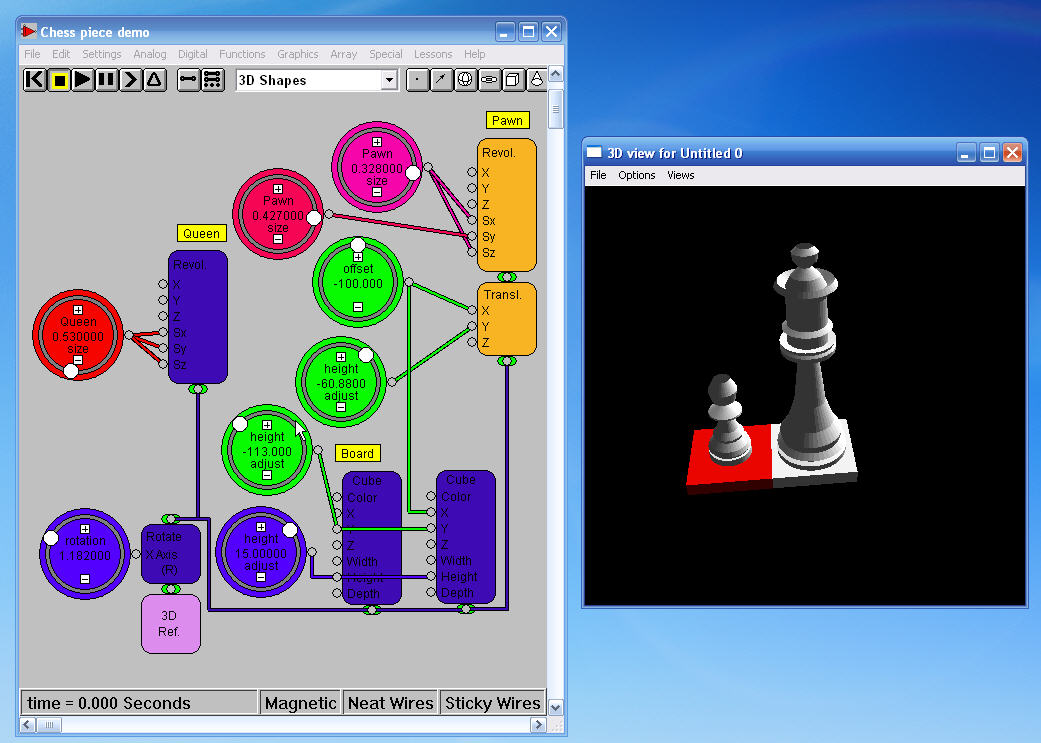 Chess piece demo
File Edit Settings Analog Digital Functions Graphics Array Special Lessons Help
3D Shapes
Pawn
Revol.
X
Y
Z
Sx
Sy
Sz
Pawn
0.328000
size
Pawn
0.427000
size
Queen
Revol.
X
Y
Z
Sx
Sy
Sz
offset
-100.000
Transl.
X
Y
Z
Queen
0.530000
size
height
-60.8800
adjust
height
-113.000
adjust
Board
Cube
Color
X
Y
Z
Width
Height
Depth
Cube
Color
X
Y
Z
Width
Height
Depth
rotation
1.182000
Rotate
X Axis
(R)
height
15.00000
adjust
3D
Ref.
time = 0.000 Seconds
Magnetic
Neat Wires
Sticky Wires
3D view for Untitled 0
File Options Views